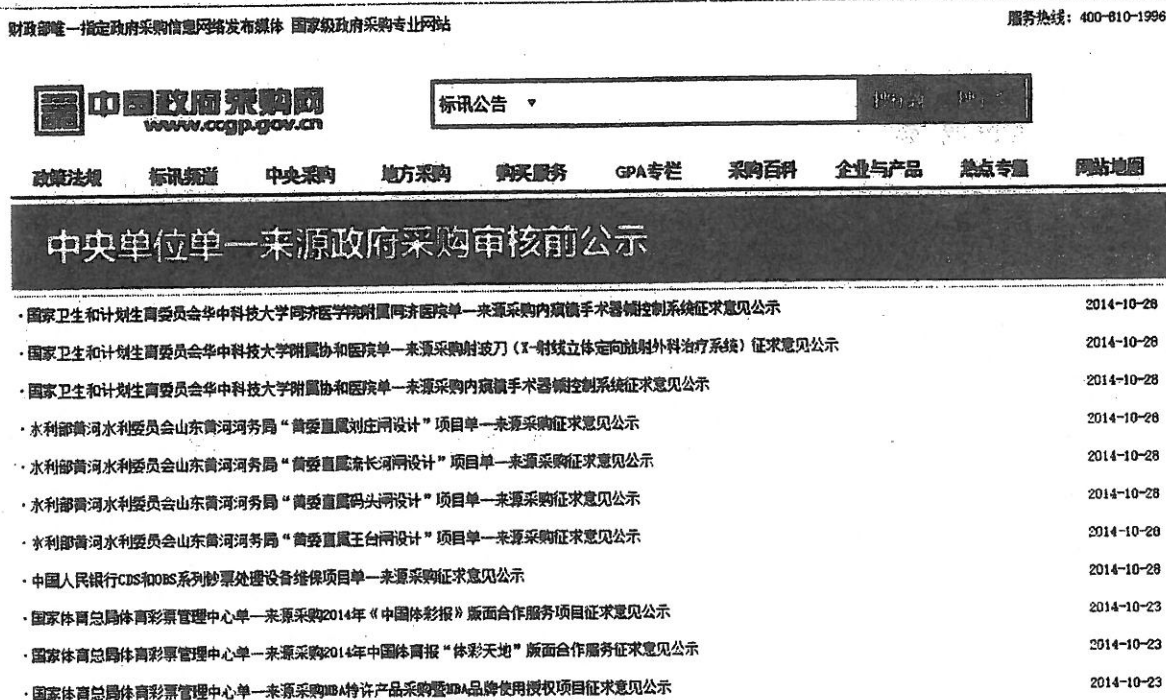 财政部唯一指定政府采购信息网络发布媒体 国家级政府采购专业网站
服务热线：400-810-1996
中国政府采购网
www.ccgp.gov.cn
标讯公告
政策法规 标讯频道 中央采购 地方采购 购买服务 GPA专栏 采购百科 企业与产品 热点专题 网站地图
中央单位单一来源政府采购审核前公示
·国家卫生和计划生育委员会华中科技大学同济医学院附属同济医院单一来源采购内窥镜手术器械控制系统征求意见公示 2014-10-28
·国家卫生和计划生育委员会华中科技大学附属协和医院单一来源采购射波刀（X-射线立体定向放射外科治疗系统）征求意见公示 2014-10-28
·国家卫生和计划生育委员会华中科技大学附属协和医院单一来源采购内窥镜手术器械控制系统征求意见公示 2014-10-28
·水利部黄河水利委员会山东黄河河务局“黄委直属刘庄闸设计”项目单一来源采购征求意见公示 2014-10-28
·水利部黄河水利委员会山东黄河河务局“黄委直属流长河闸设计”项目单一来源采购征求意见公示 2014-10-28
·水利部黄河水利委员会山东黄河河务局“黄委直属码头闸设计”项目单一来源采购征求意见公示 2014-10-28
·水利部黄河水利委员会山东黄河河务局“黄委直属王台闸设计”项目单一来源采购征求意见公示 2014-10-28
·中国人民银行CDS和OBS系列钞票处理设备维保项目单一来源采购征求意见公示 2014-10-28
·国家体育总局体育彩票管理中心单一来源采购2014年《中国体彩报》版面合作服务项目征求意见公示 2014-10-23
·国家体育总局体育彩票管理中心单一来源采购2014年中国体育报“体彩天地”版面合作服务征求意见公示 2014-10-23
·国家体育总局体育彩票管理中心单一来源采购NBA特许产品采购暨NBA品牌使用授权项目征求意见公示 2014-10-23